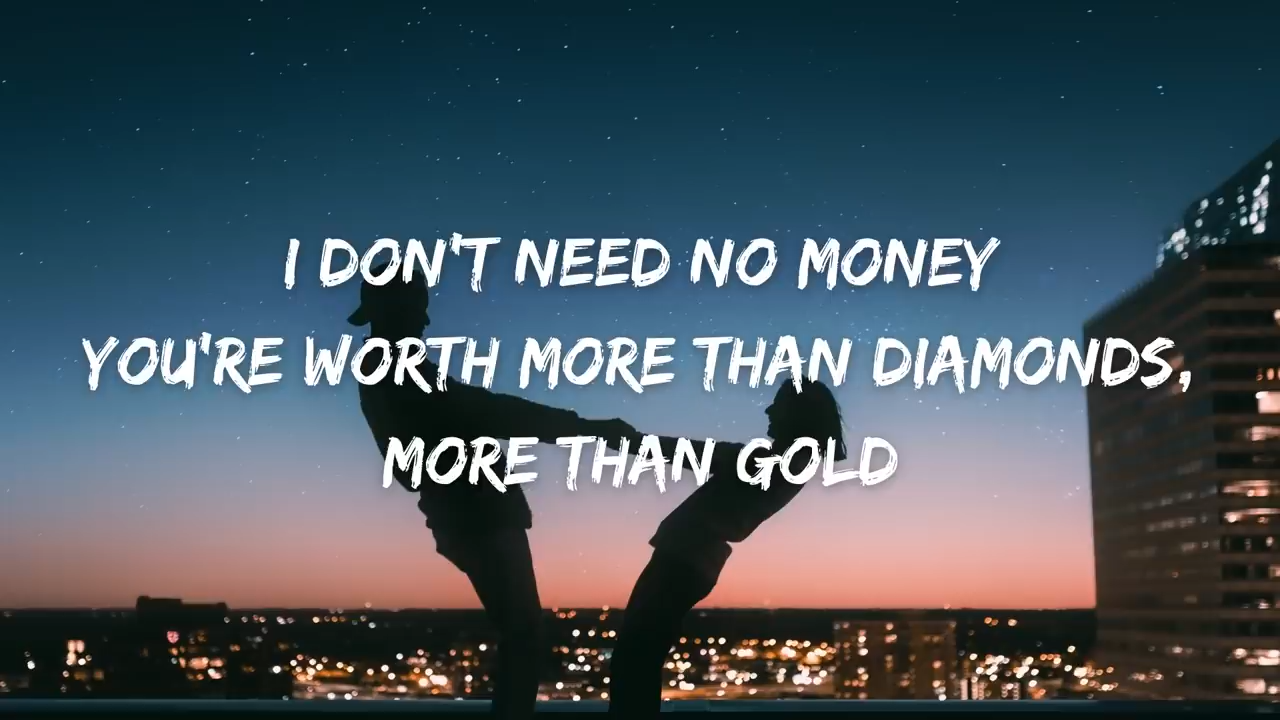 I DON'T NEED NO MONEY
YOU'RE WORTH MORE THAN DIAMONDS,
MORE THAN GOLD